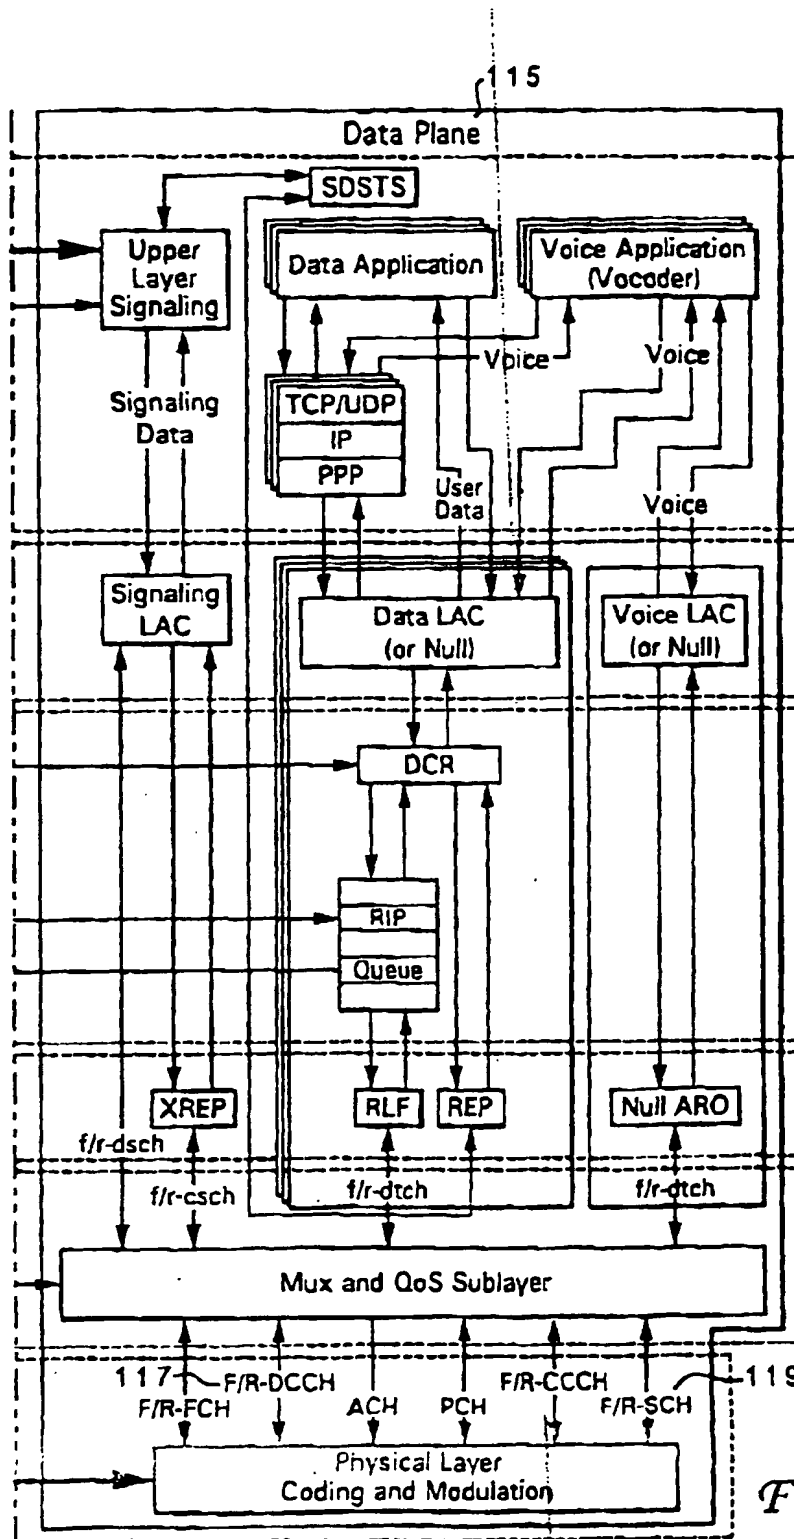 115
Data Plane
SDSTS
Upper
Layer
Signaling
Data Application
Voice Application
(Vocoder)
Voice
Voice
Signaling
Data
TCP/UDP
IP
PPP
User
Data
Voice
Signaling
LAC
Data LAC
(or Null)
Voice LAC
(or Null)
DCR
RIP
Queue
XREP
RLF
REP
Null ARO
f/r-dsch
f/r-csch
f/r-dtch
f/r-dtch
Mux and QoS Sublayer
117
F/R-FCH
F/R-DCCH
ACH
PCH
F/R-CCCH
F/R-SCH
119
Physical Layer
Coding and Modulation
F